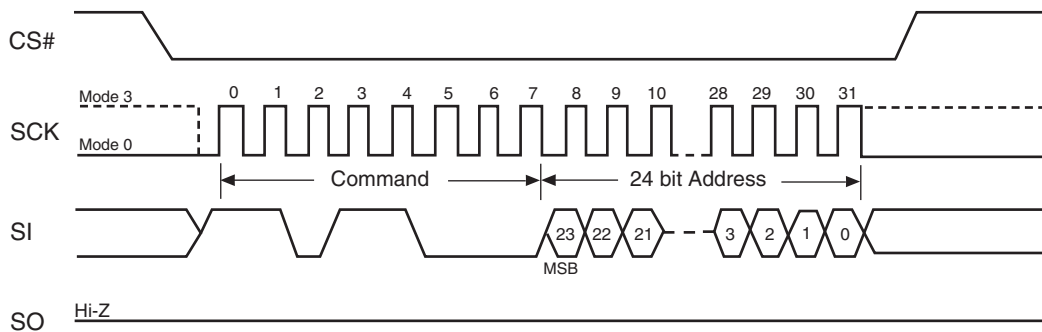 CS#
Mode 3
0 1 2 3 4 5 6 7 8 9 10 28 29 30 31
SCK
Mode 0
Command
24 bit Address
SI
23 22 21 3 2 1 0
MSB
Hi-Z
SO